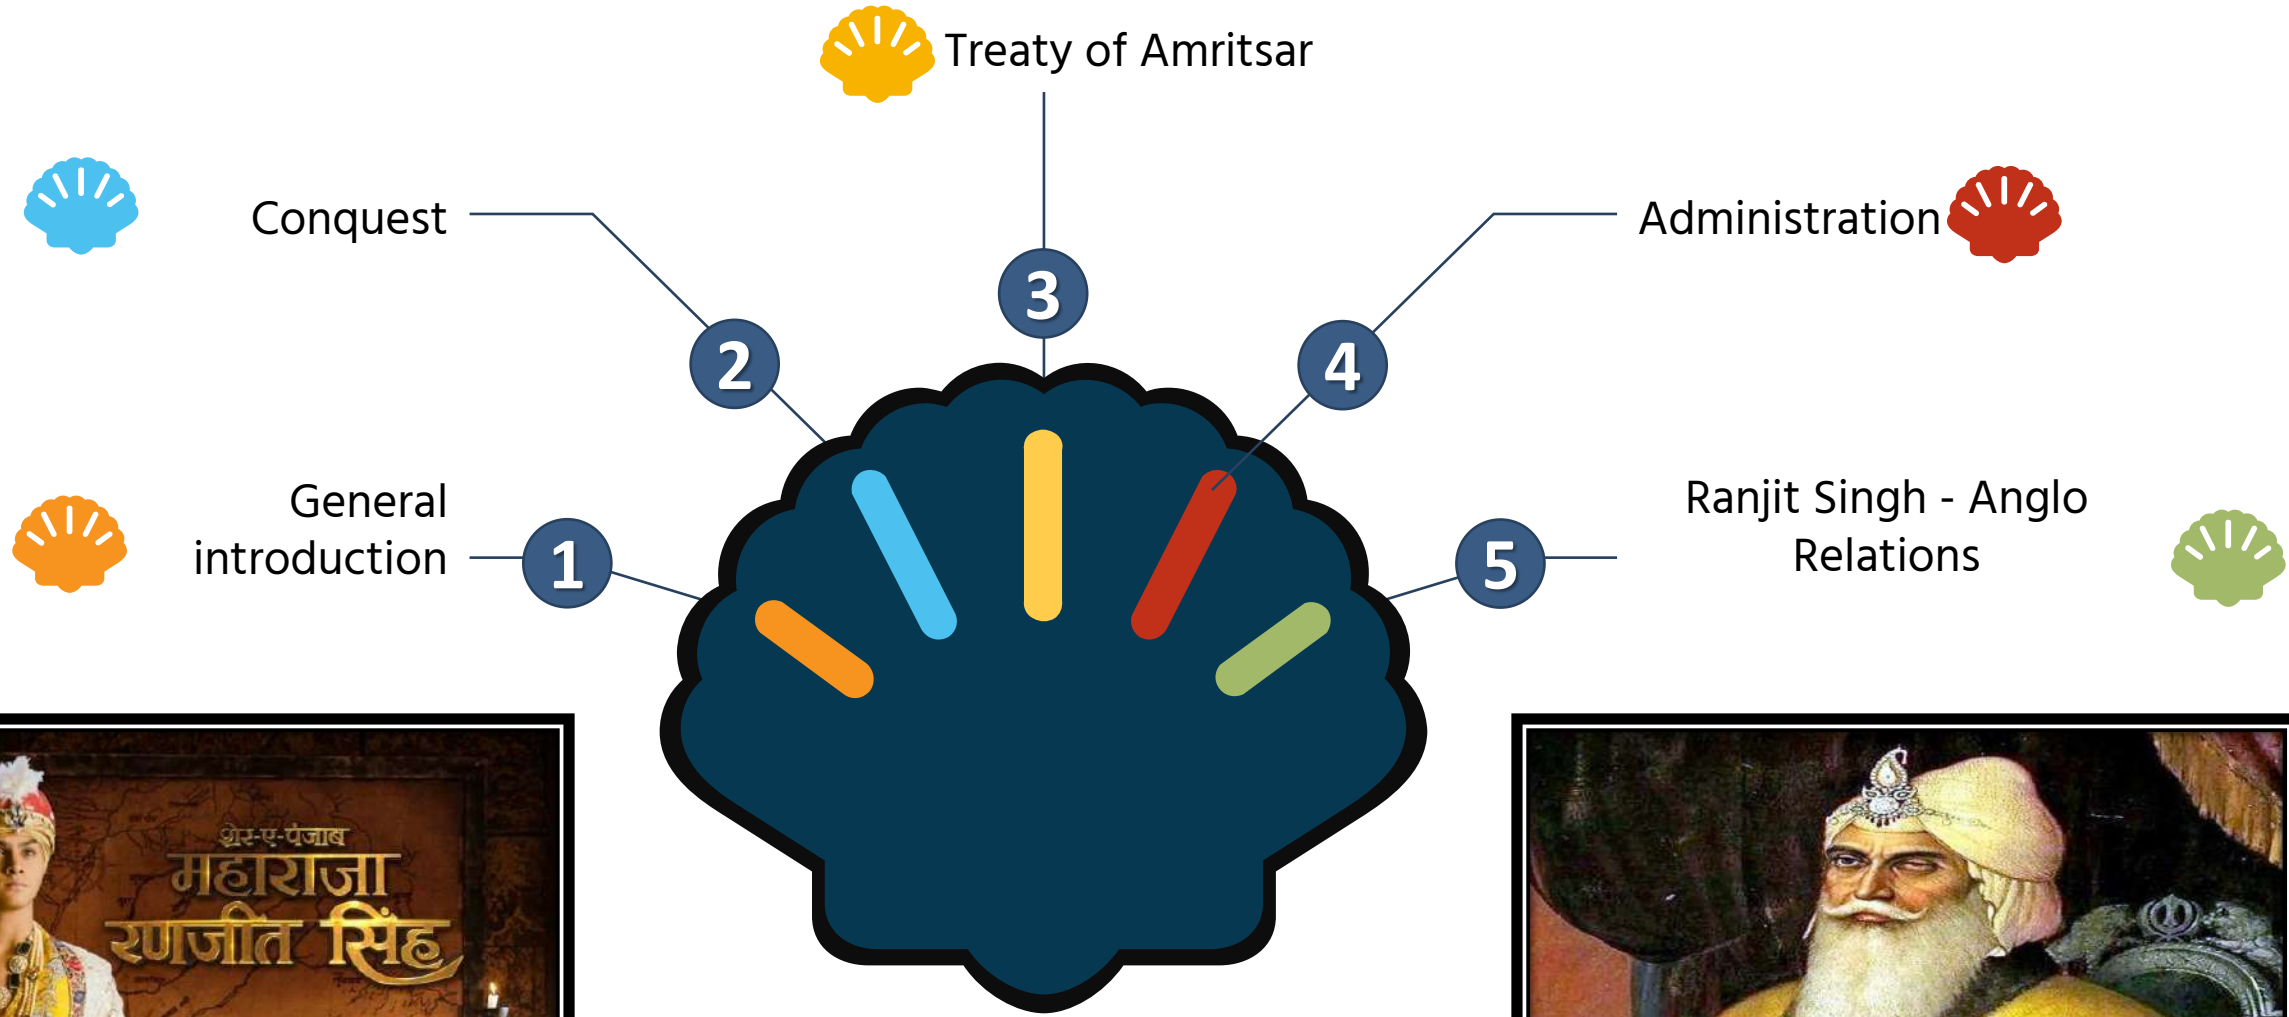 Treaty of Amritsar
Conquest
Administration
3
2
4
General
introduction
1
5
Ranjit Singh - Anglo
Relations
शेर-ए-पंजाब
महाराजा
रणजीत सिंह